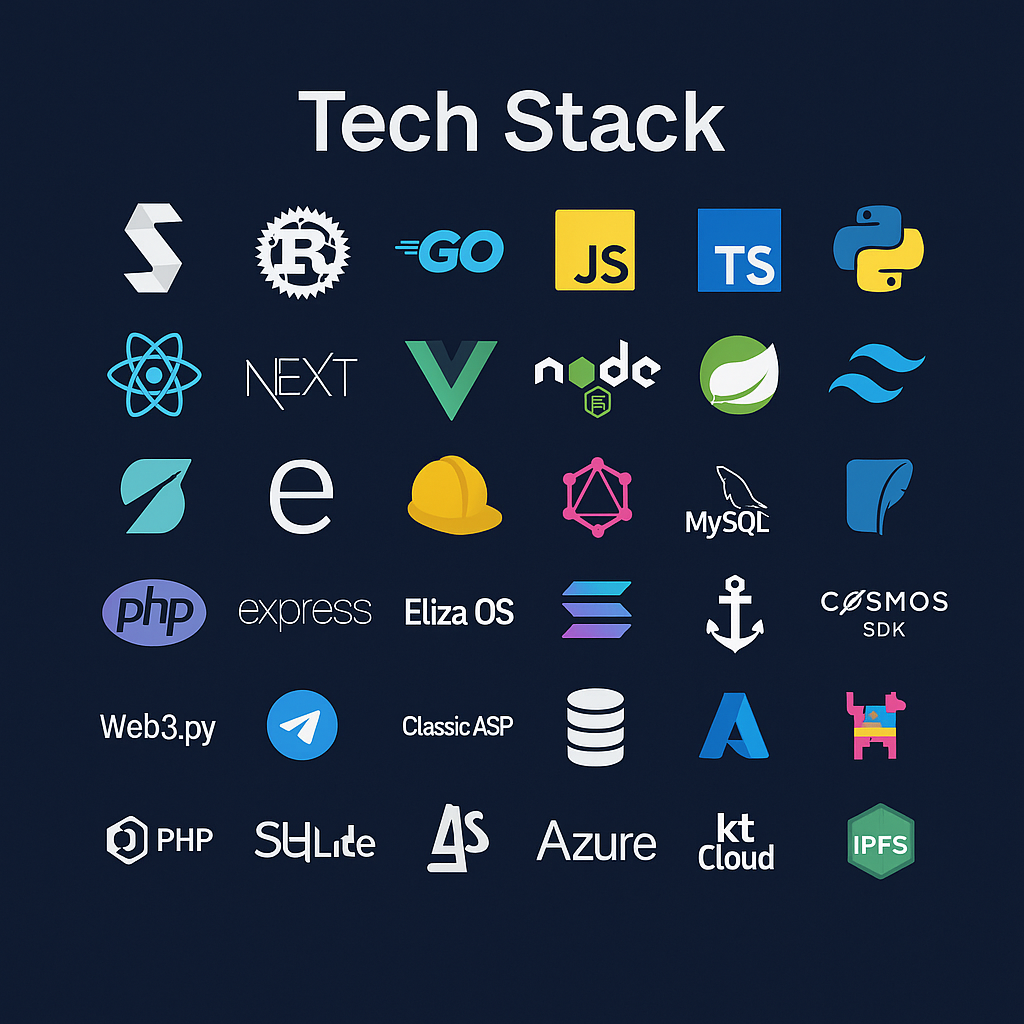 Tech Stack
R
GO
JS
TS
NEXT
node
e
MySQL
php
express
Eliza OS
COSMOS
SDK
Web3.py
Classic ASP
PHP
Azure
kt
Cloud
IPFS